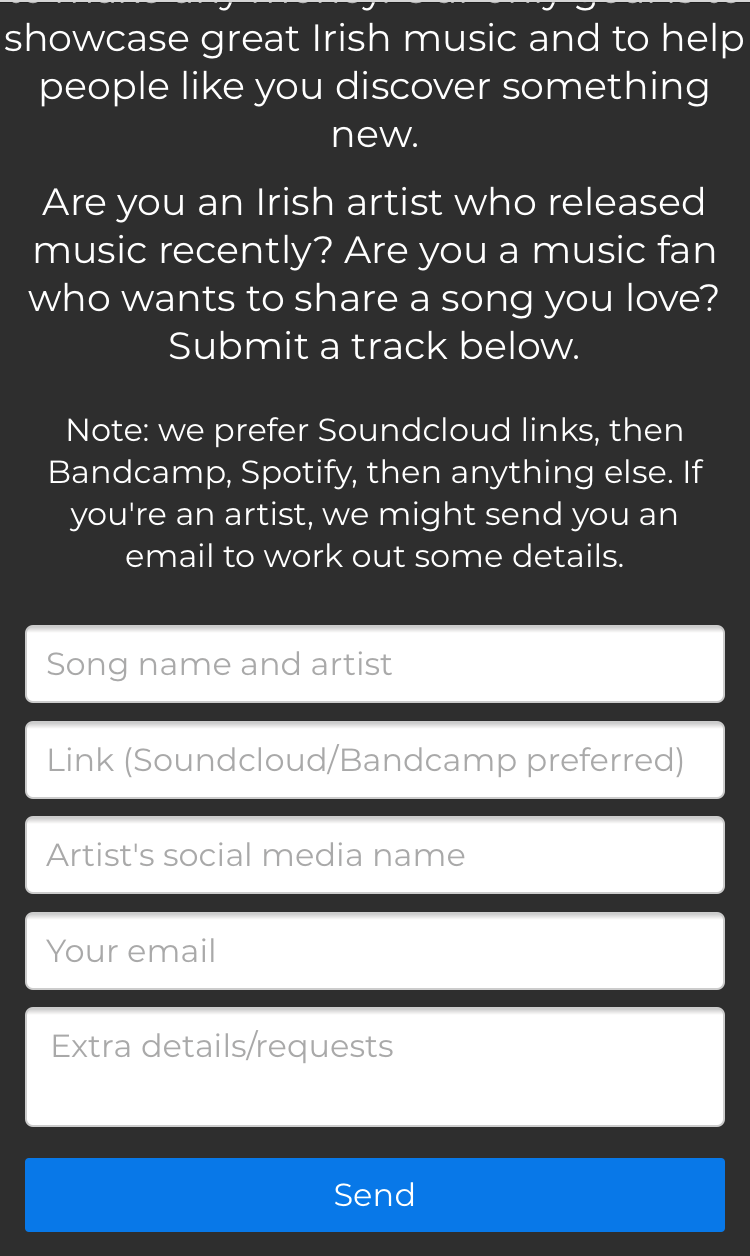 showcase great Irish music and to help
people like you discover something
new.
Are you an Irish artist who released
music recently? Are you a music fan
who wants to share a song you love?
Submit a track below.
Note: we prefer Soundcloud links, then
Bandcamp, Spotify, then anything else. If
you're an artist, we might send you an
email to work out some details.
Song name and artist
Link (Soundcloud/Bandcamp preferred)
Artist's social media name
Your email
Extra details/requests
Send